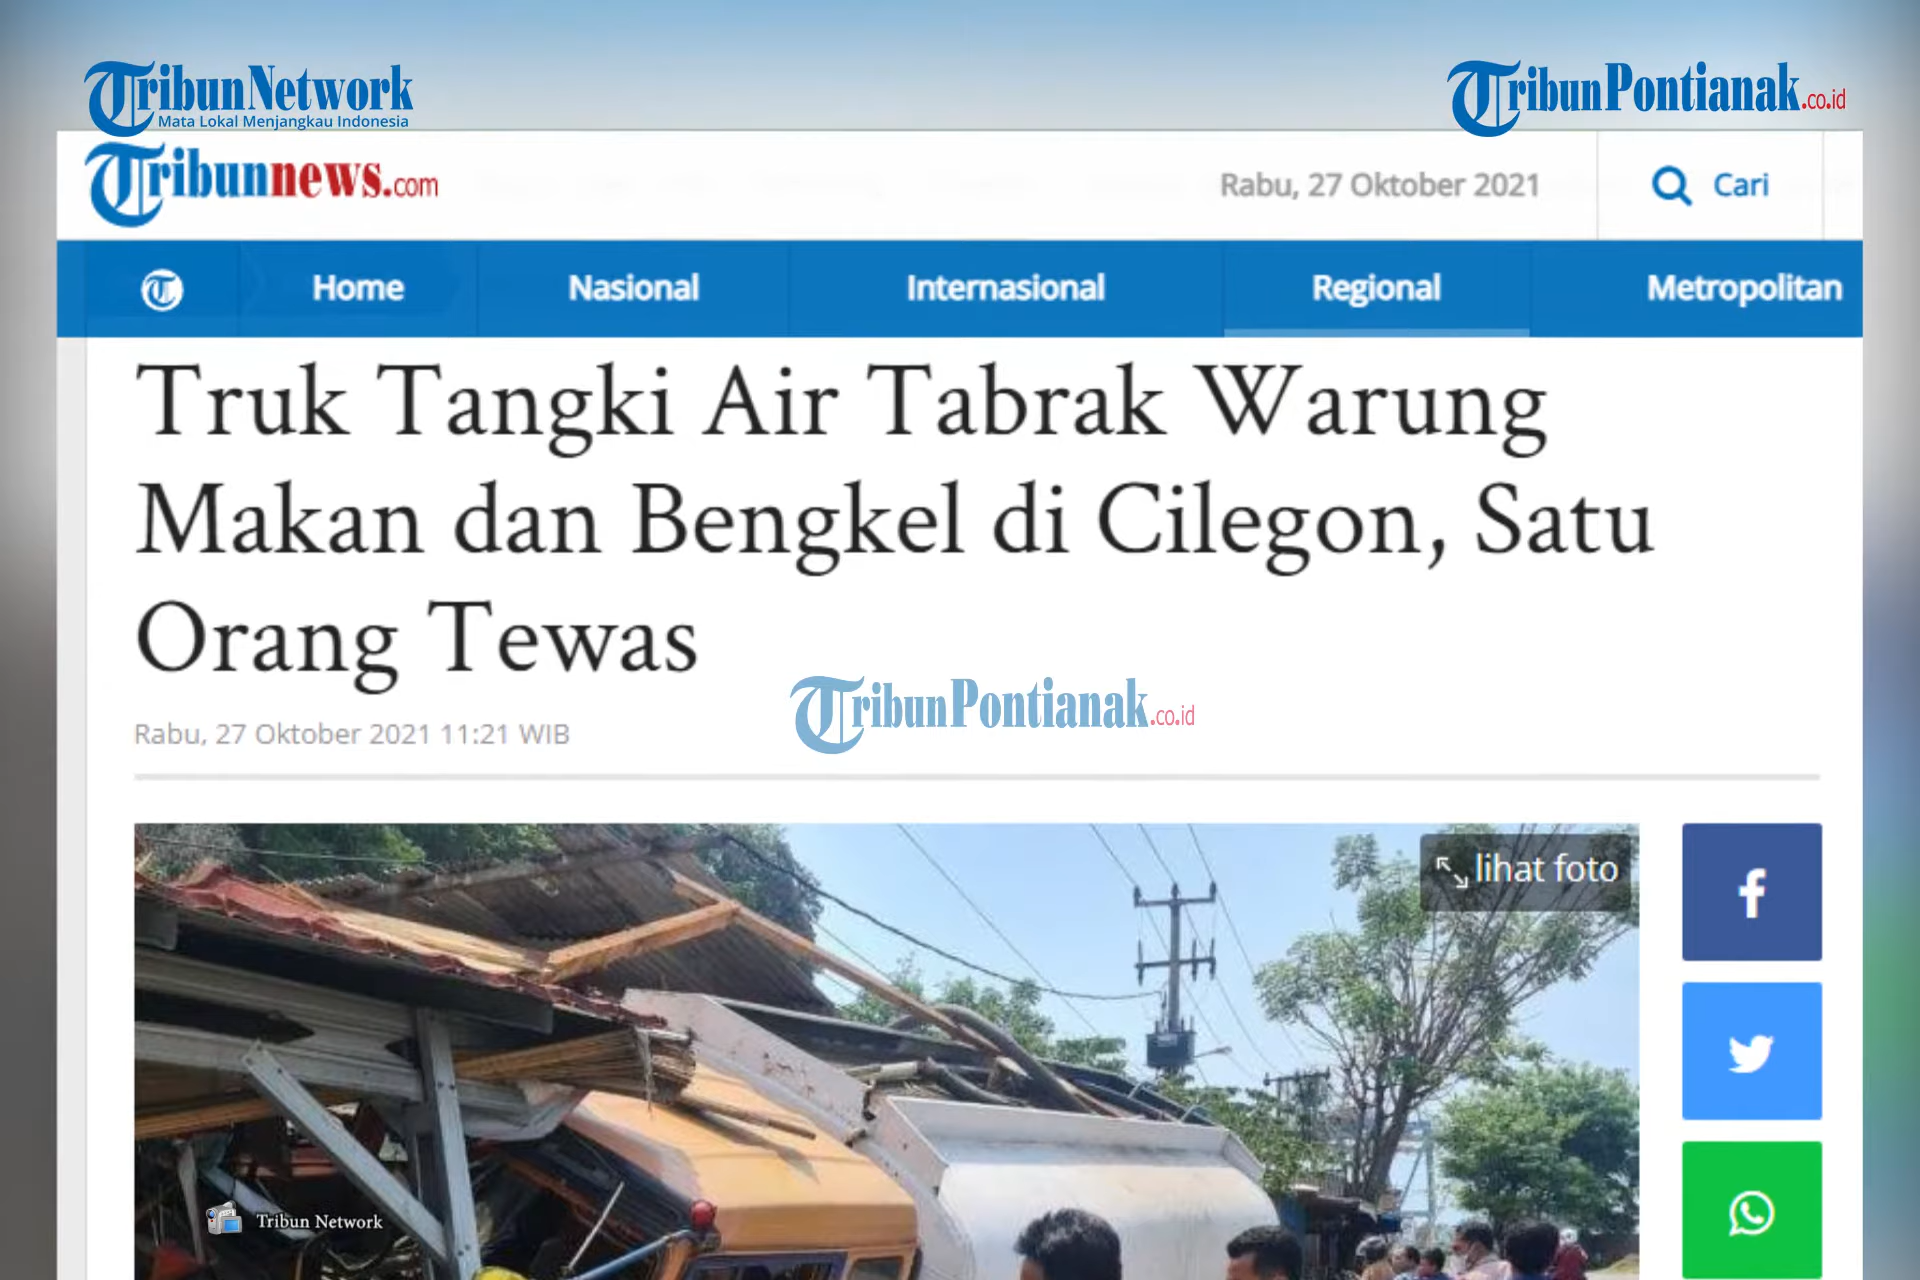 TribunNetwork
Mata Lokal Menjangkau Indonesia
TribunPontianak.co.id
Tribunnews.com
Rabu, 27 Oktober 2021
Cari
Home
Nasional
Internasional
Regional
Metropolitan
Truk Tangki Air Tabrak Warung
Makan dan Bengkel di Cilegon, Satu
Orang Tewas
TribunPontianak.co.id
Rabu, 27 Oktober 2021 11:21 WIB
lihat foto
Tribun Network